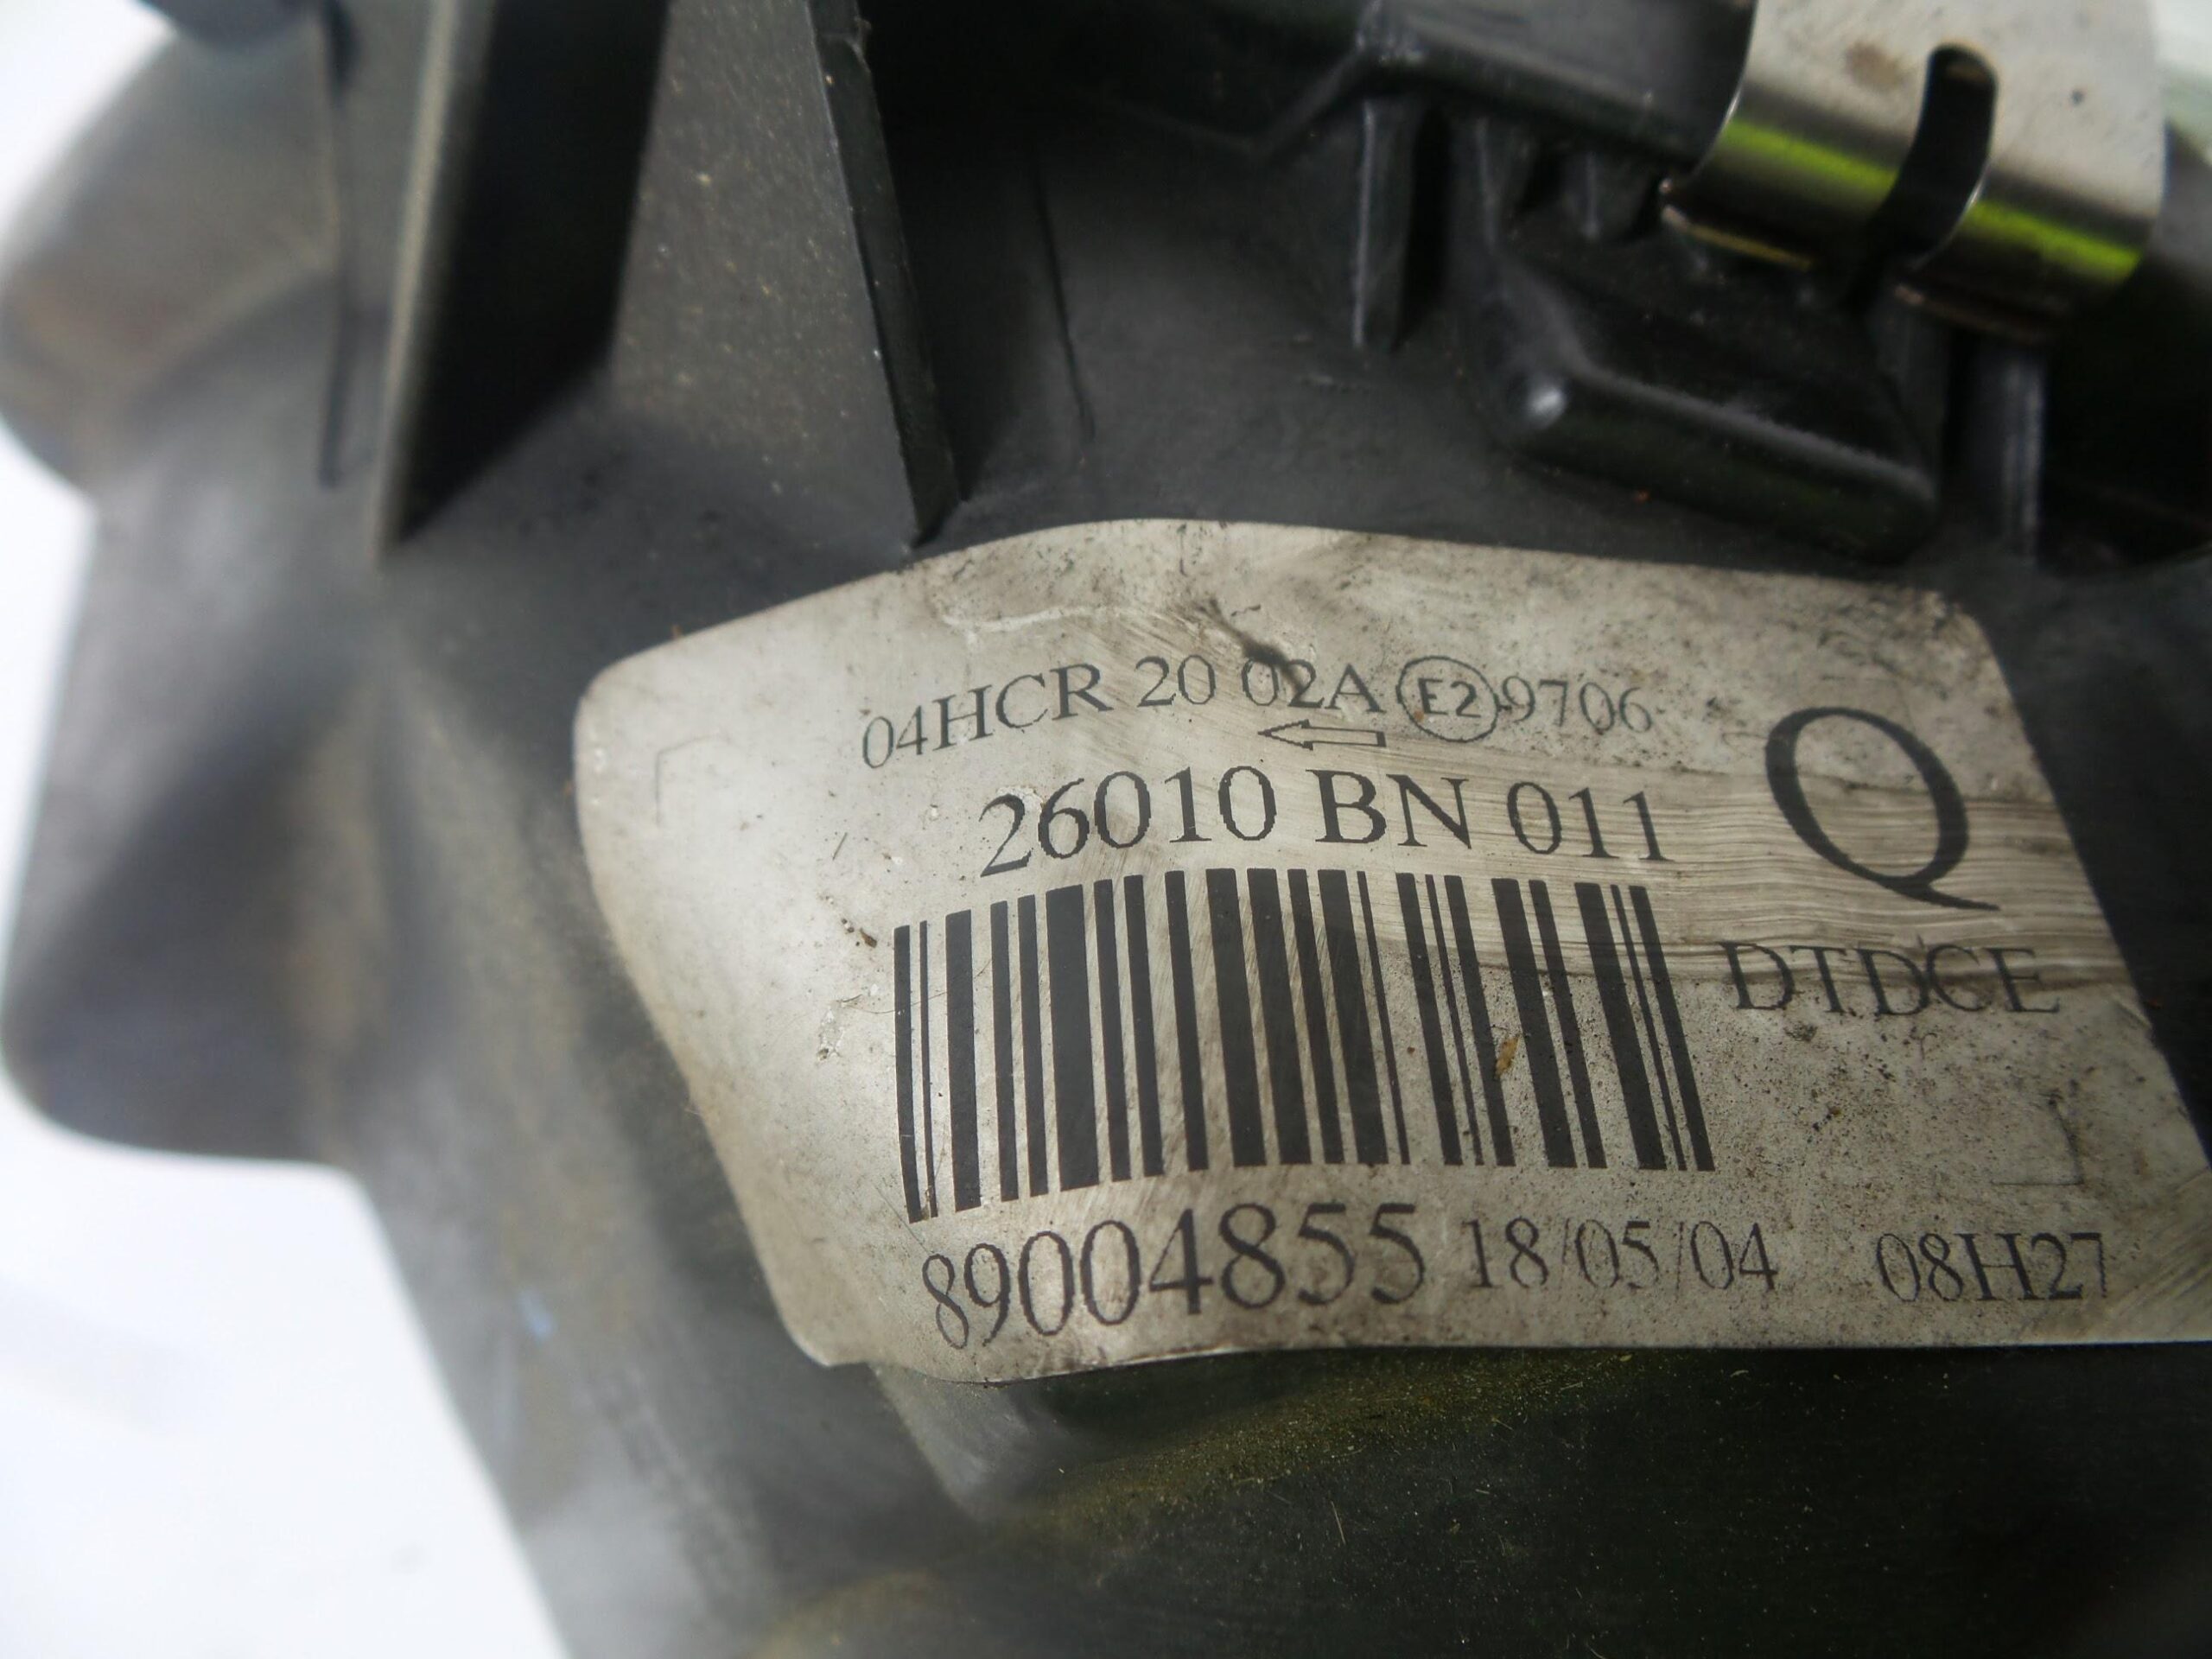 04HCR 20 02A E2 9706
26010 BN 011
Q
DTDCE
89004855 18/05/04 08H27